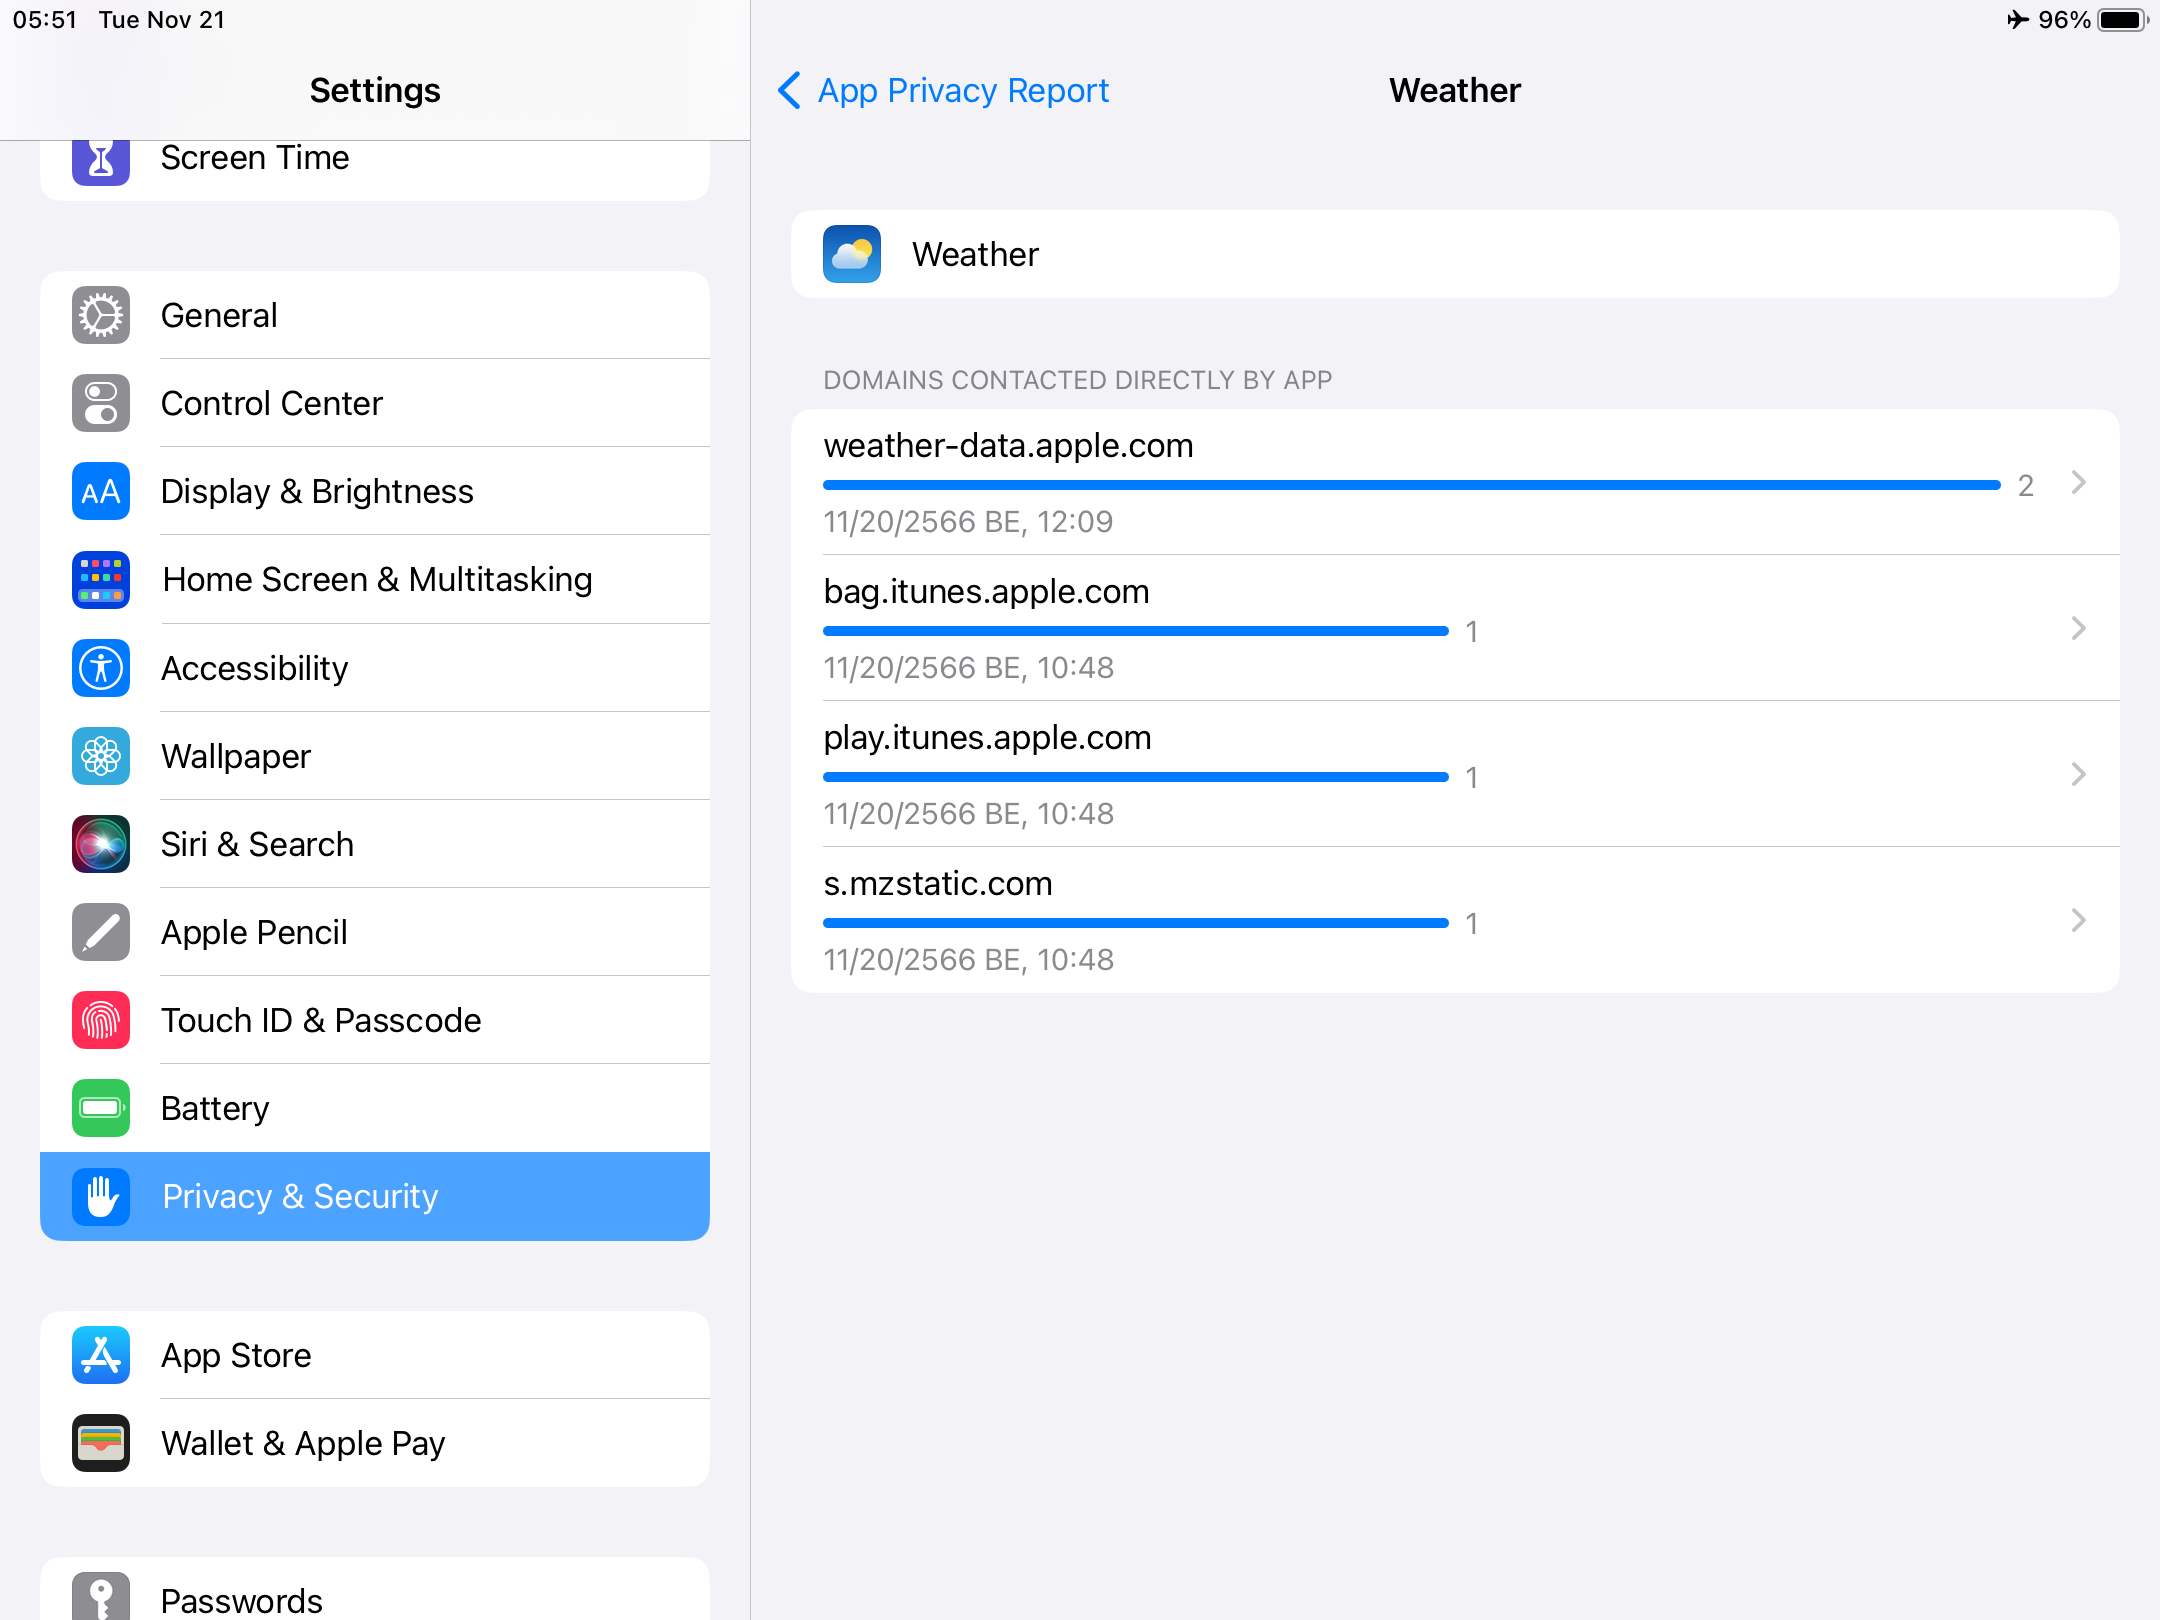 05:51 Tue Nov 21
96%
Settings
Screen Time
General
Control Center
AA Display & Brightness
Home Screen & Multitasking
Accessibility
Wallpaper
Siri & Search
Apple Pencil
Touch ID & Passcode
Battery
Privacy & Security
App Store
Wallet & Apple Pay
Passwords
App Privacy Report
Weather
Weather
DOMAINS CONTACTED DIRECTLY BY APP
weather-data.apple.com
2
11/20/2566 BE, 12:09
bag.itunes.apple.com
1
11/20/2566 BE, 10:48
play.itunes.apple.com
1
11/20/2566 BE, 10:48
s.mzstatic.com
1
11/20/2566 BE, 10:48